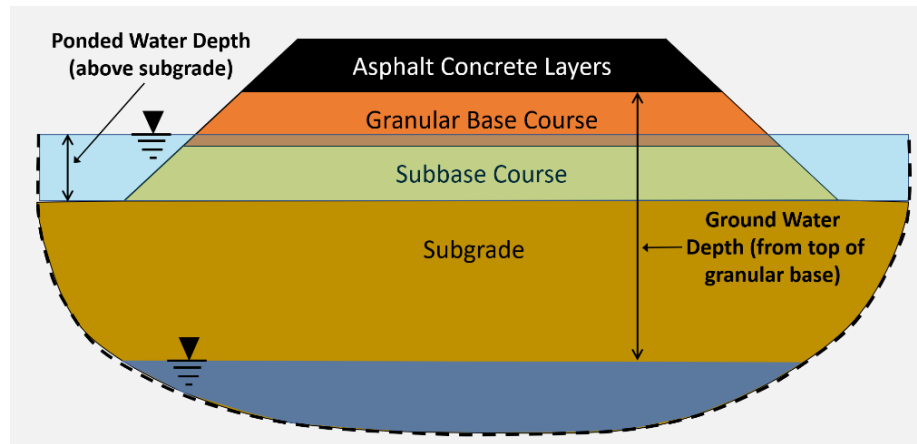 Ponded Water Depth
(above subgrade)
Asphalt Concrete Layers
Granular Base Course
Subbase Course
Subgrade
Ground Water
Depth (from top of
granular base)